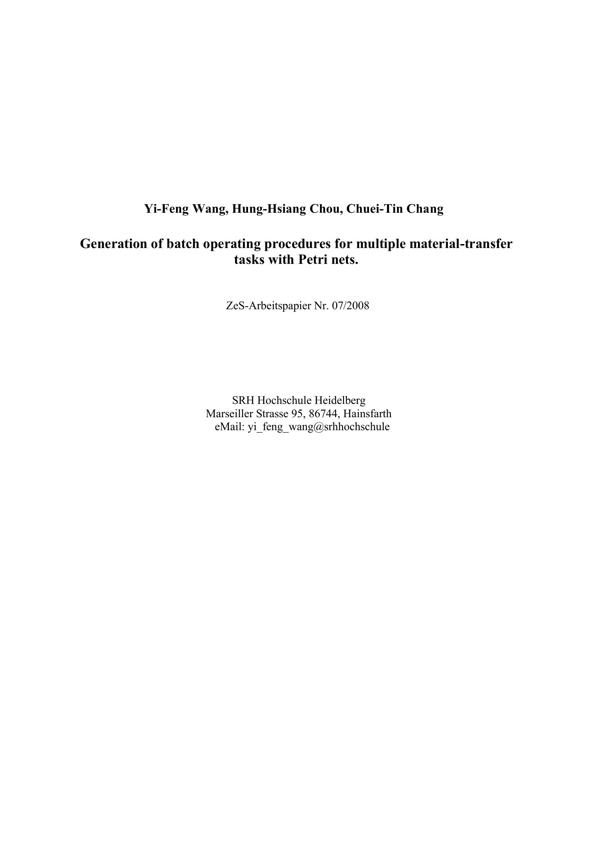 Yi-Feng Wang, Hung-Hsiang Chou, Chuei-Tin Chang
Generation of batch operating procedures for multiple material-transfer
tasks with Petri nets.
ZeS-Arbeitspapier Nr. 07/2008
SRH Hochschule Heidelberg
Marseiller Strasse 95, 86744, Hainsfarth
eMail: yi_feng_wang@srhhochschule